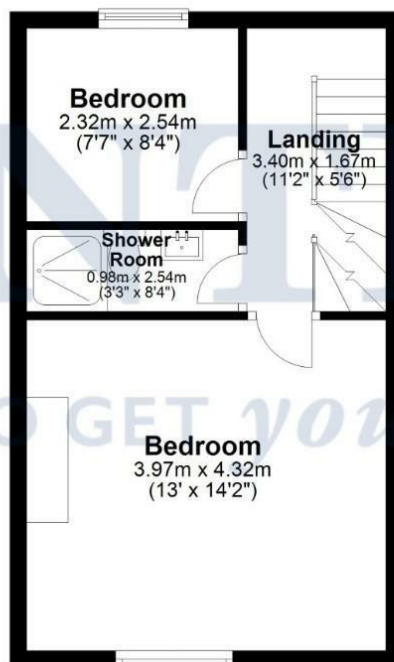 Bedroom
2.32m x 2.54m
(7'7" x 8'4")
Landing
3.40m x 1.67m
(11'2" x 5'6")
Shower
Room
0.98m x 2.54m
(3'3" x 8'4")
Bedroom
3.97m x 4.32m
(13' x 14'2")
GET you